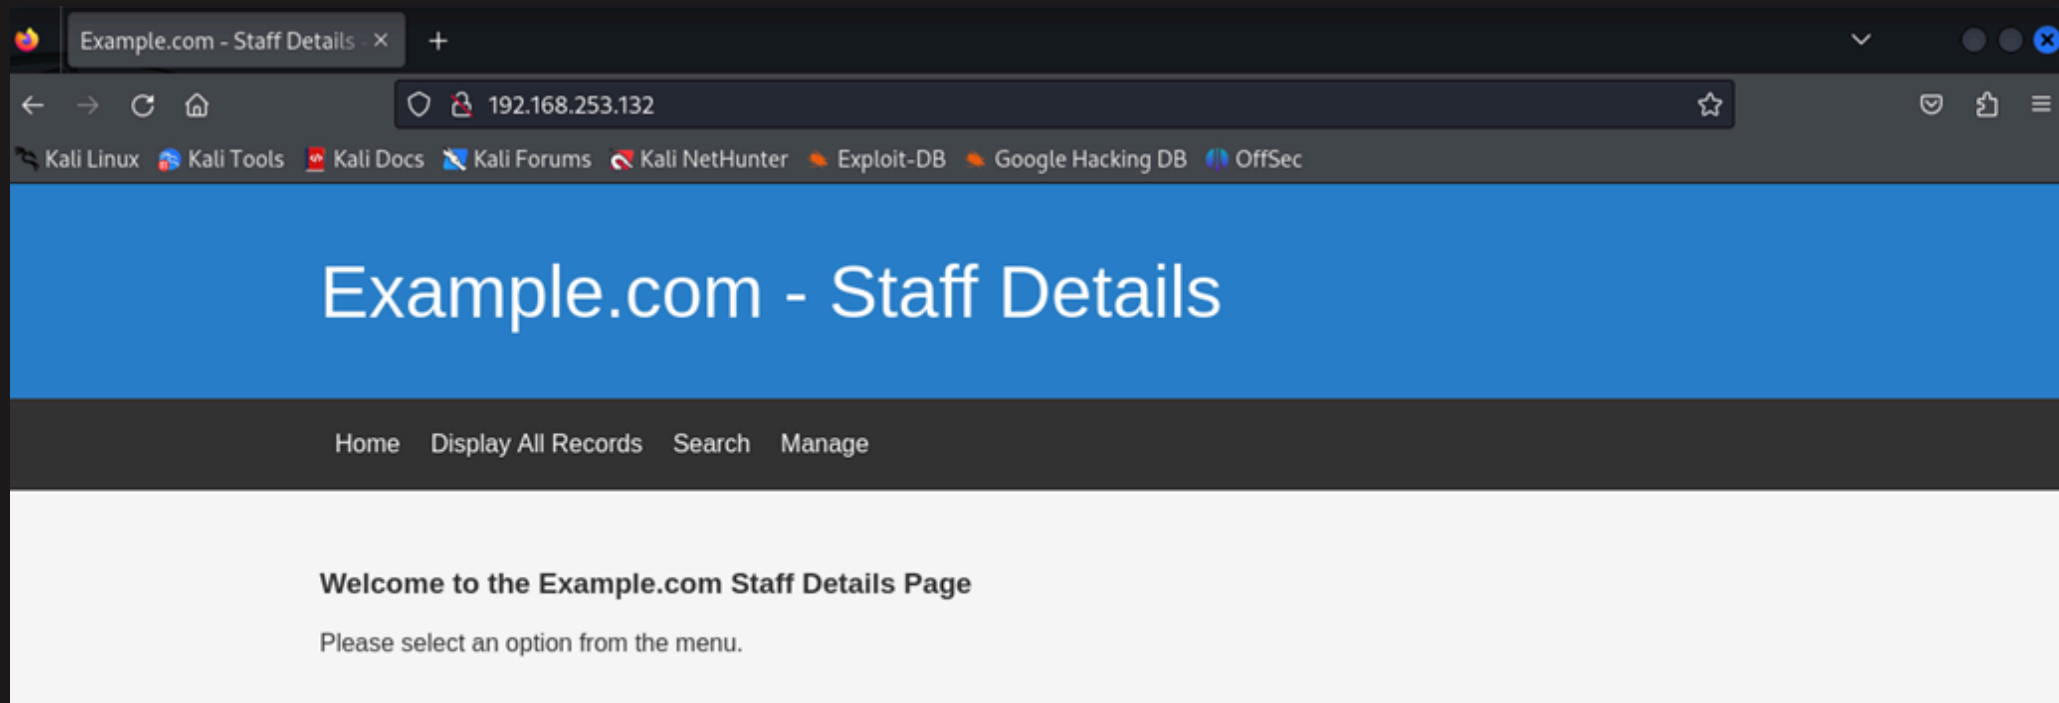 Example.com - Staff Details
192.168.253.132
Kali Linux Kali Tools Kali Docs Kali Forums Kali NetHunter Exploit-DB Google Hacking DB OffSec
Example.com - Staff Details
Home Display All Records Search Manage
Welcome to the Example.com Staff Details Page
Please select an option from the menu.